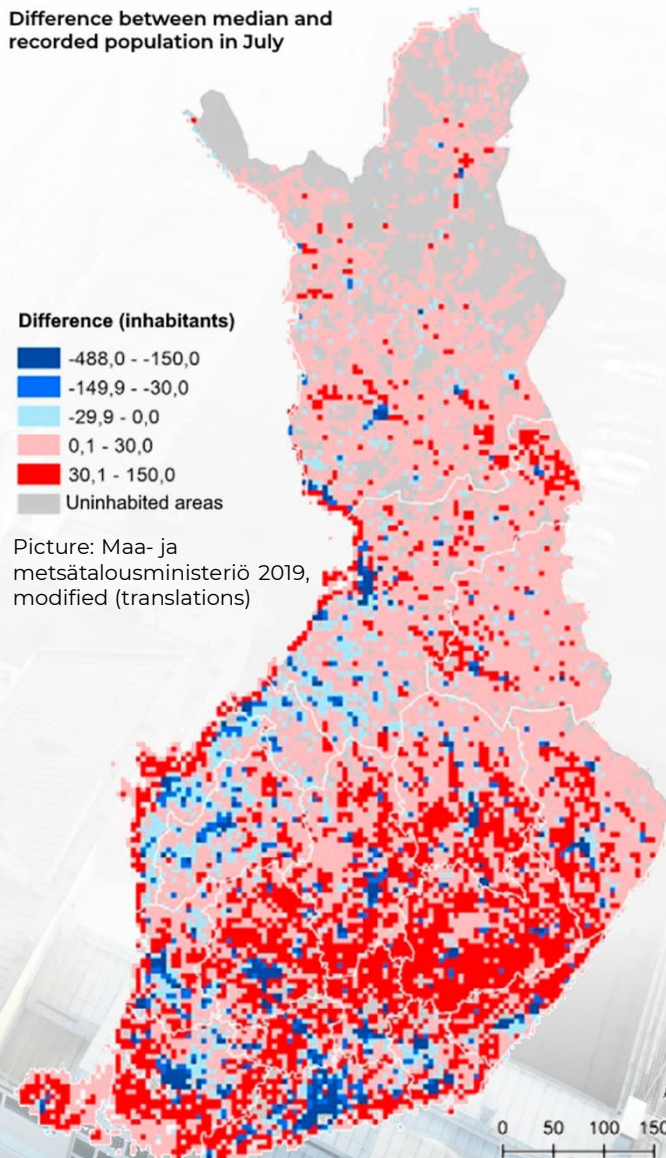 Difference between median and
recorded population in July
Difference (inhabitants)
-488,0 - -150,0
-149,9 - -30,0
-29,9 - 0,0
0,1 - 30,0
30,1 - 150,0
Uninhabited areas
Picture: Maa- ja
metsätalousministeriö 2019,
modified (translations)
0 50 100 150